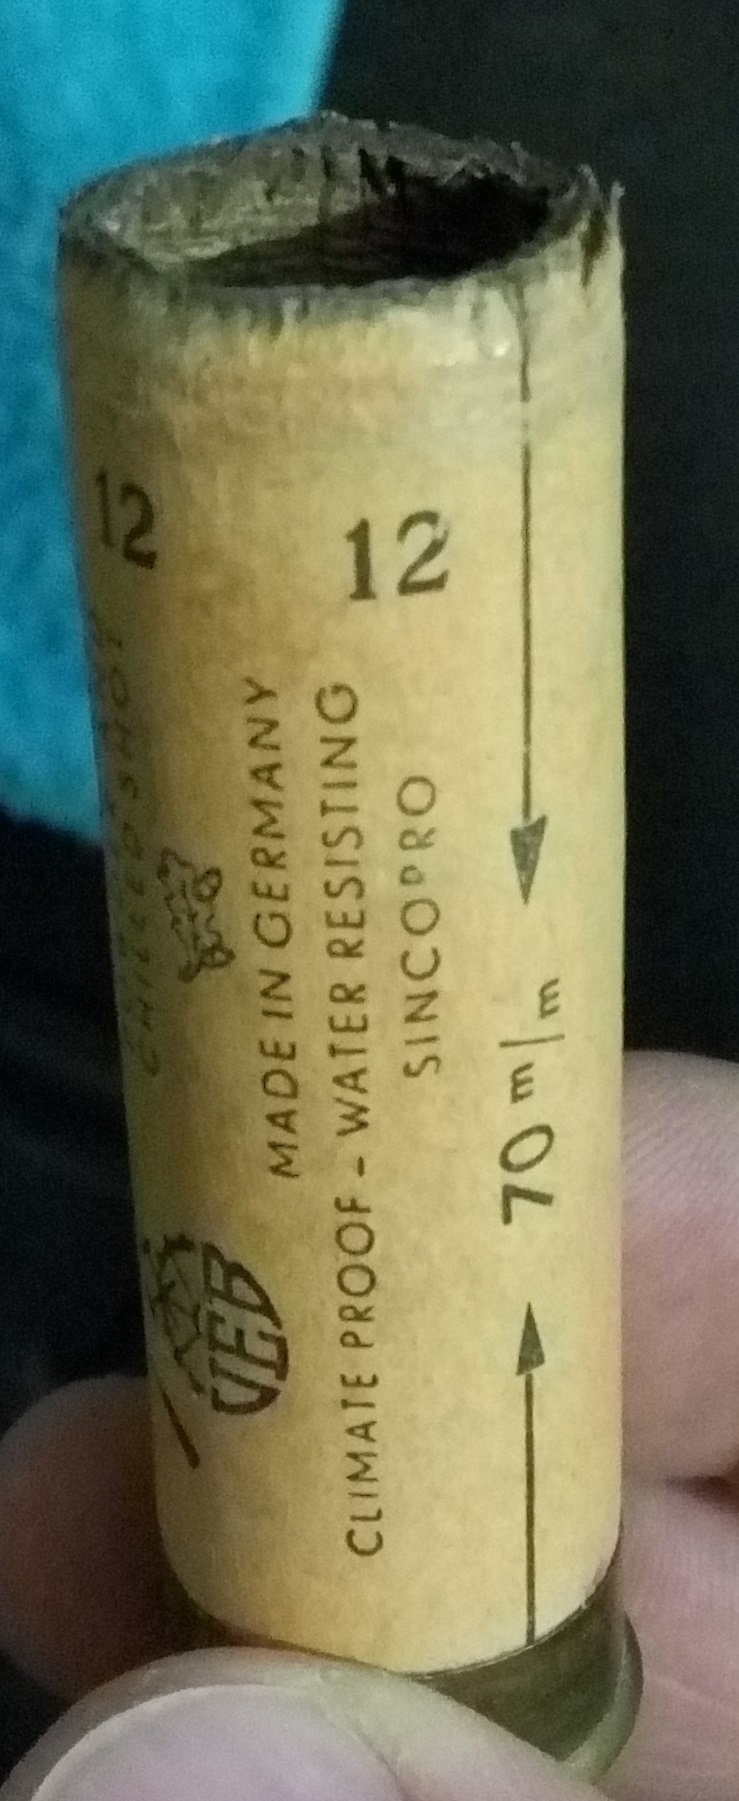 12
12
CHILLED SHOT
MADE IN GERMANY
CLIMATE PROOF - WATER RESISTING
SINCOPRO
70 m/m
VEB